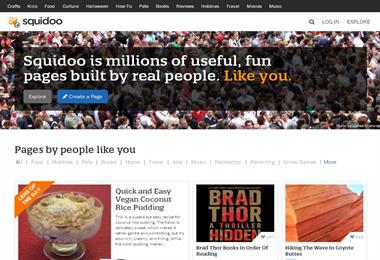 Crafts Kids Food Culture Halloween How-To Pets Books Reviews Hobbies Travel Movies Music
squidoo
LOG IN EXPLORE
Squidoo is millions of useful, fun
pages built by real people. Like you.
Explore Create a Page
Pages by people like you
All | Food | Hobbies | Pets | Books | Home | Travel | Arts | Music | Recreation | Parenting | Video Games | More
LENS OF
THE DAY
Quick and Easy
Vegan Coconut
Rice Pudding
This is a superb but easy recipe for
coconut rice pudding. The flavor is
delicately sweet, which makes it
rather gentle and comforting, but it's
also rich, creamy, and filling. While
the word 'pudding' makes...
BRAD
THOR
A THRILLER
HIDDEN
Brad Thor Books In Order Of
Reading
Hiking The Wave In Coyote
Buttes